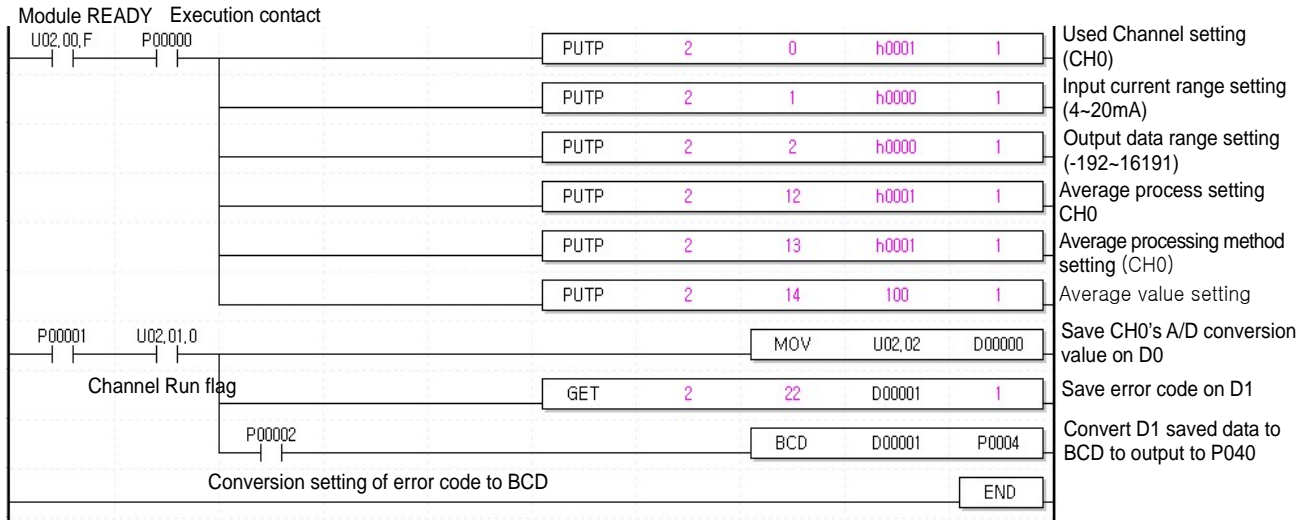 Module READY Execution contact
U02,00,F P00000
PUTP 2 0 h0001 1
Used Channel setting
(CH0)
PUTP 2 1 h0000 1
Input current range setting
(4~20mA)
PUTP 2 2 h0000 1
Output data range setting
(-192~16191)
PUTP 2 12 h0001 1
Average process setting
CH0
PUTP 2 13 h0001 1
Average processing method
setting (CH0)
PUTP 2 14 100 1
Average value setting
P00001 U02,01,0
MOV U02,02 D00000
Save CH0's A/D conversion
value on D0
Channel Run flag
GET 2 22 D00001 1
Save error code on D1
P00002
BCD D00001 P0004
Convert D1 saved data to
BCD to output to P040
Conversion setting of error code to BCD
END